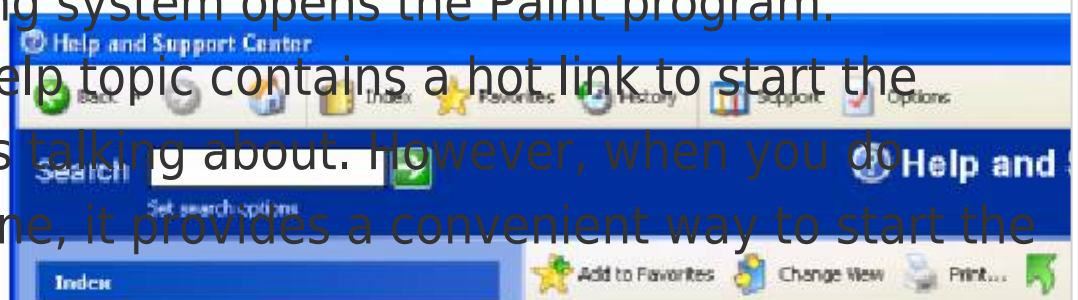 ng system opens the Paint program.
Help and Support Center
elp topic contains a hot link to start the
Back Index Favorites History Support Options
s talking about. However, when you do
Search Help and
Set search options
ne, it provides a convenient way to start the
Add to Favorites Change View Print...
Index